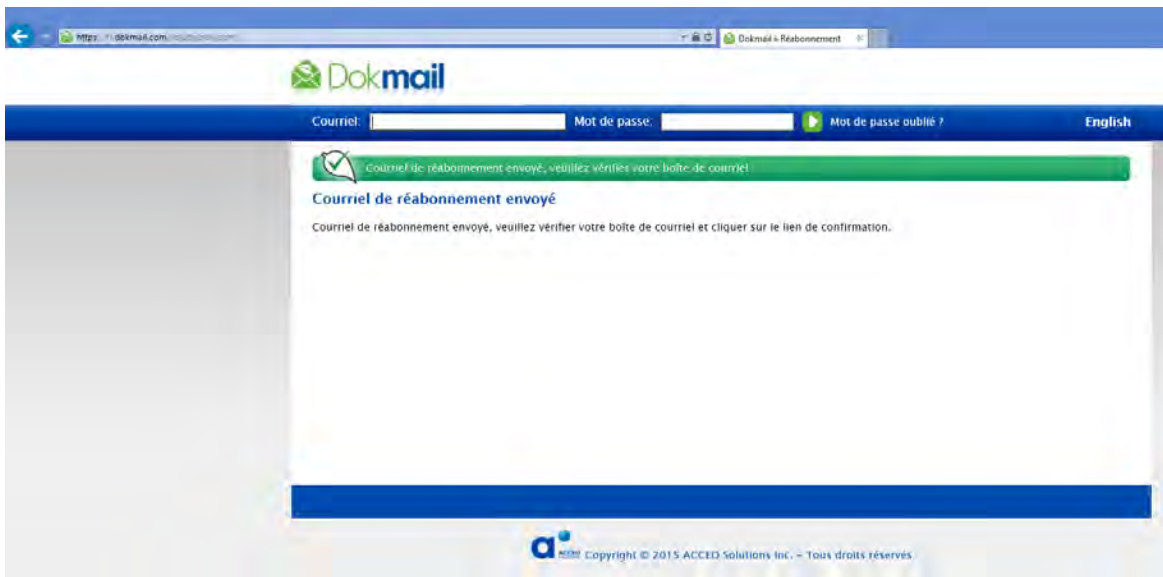 dekmail.com
Dokmail » Réabonnement
Dokmail
Courriel: Mot de passe: Mot de passe oublié ? English
Courriel de réabonnement envoyé, veuillez vérifier votre boîte de courriel
Courriel de réabonnement envoyé
Courriel de réabonnement envoyé, veuillez vérifier votre boîte de courriel et cliquer sur le lien de confirmation.
Copyright © 2015 ACCEO Solutions Inc. – Tous droits réservés